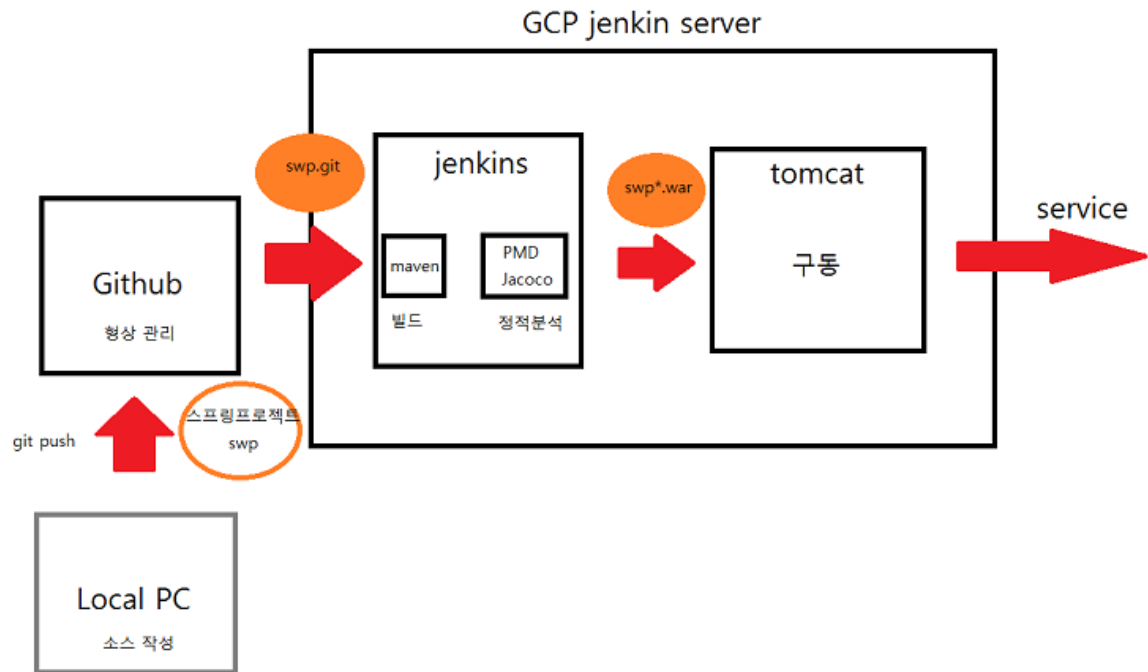 GCP jenkin server
swp.git
jenkins
maven
빌드
PMD
Jacoco
정적분석
swp*.war
tomcat
구동
service
Github
형상 관리
git push
스프링프로젝트
swp
Local PC
소스 작성